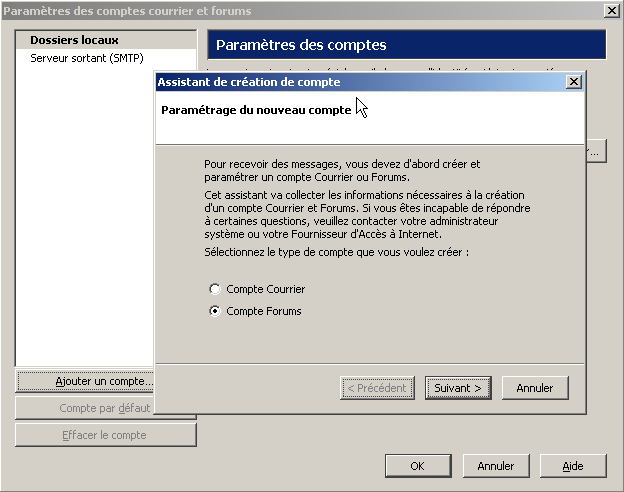 Paramètres des comptes courrier et forums
Dossiers locaux
Serveur sortant (SMTP)
Paramètres des comptes
Assistant de création de compte
Paramétrage du nouveau compte
Pour recevoir des messages, vous devez d'abord créer et
paramétrer un compte Courrier ou Forums.
Cet assistant va collecter les informations nécessaires à la création
d'un compte Courrier et Forums. Si vous êtes incapable de répondre
à certaines questions, veuillez contacter votre administrateur
système ou votre Fournisseur d'Accès à Internet.
Sélectionnez le type de compte que vous voulez créer :
Compte Courrier
Compte Forums
< Précédent
Suivant >
Annuler
Ajouter un compte...
Compte par défaut
Effacer le compte
OK
Annuler
Aide